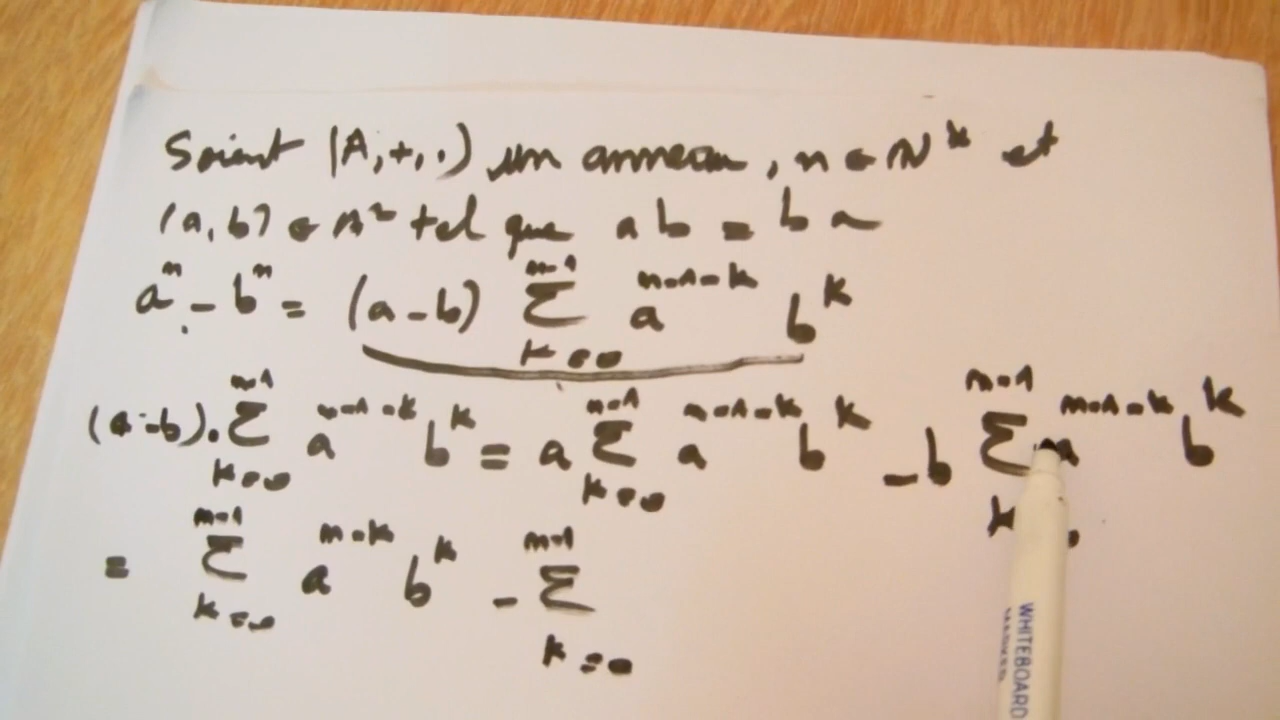 Soient (A,+,.) un anneau, n ∈ N* et
(a,b) ∈ A² tel que ab = ba
aⁿ - bⁿ = (a-b) Σ_{k=0}^{n-1} a^{n-1-k} b^k
(a-b). Σ_{k=0}^{n-1} a^{n-1-k} b^k = a Σ_{k=0}^{n-1} a^{n-1-k} b^k - b Σ^{n-1} a^{n-1-k} b^k
= Σ_{k=0}^{n-1} a^{n-k} b^k - Σ_{k=0}^{n-1}
WHITEBOARD